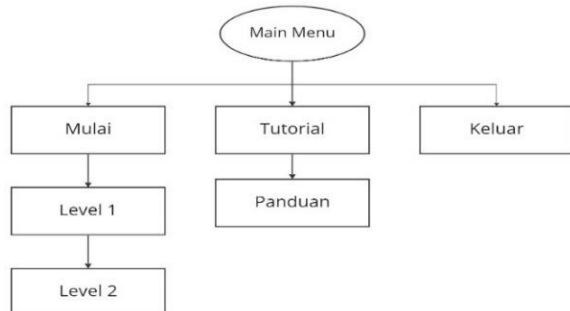 Main Menu
Mulai
Tutorial
Keluar
Level 1
Panduan
Level 2